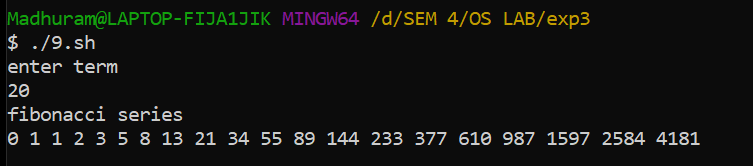 Madhuram@LAPTOP-FIJA1JIK MINGW64 /d/SEM 4/OS LAB/exp3
$ ./9.sh
enter term
20
fibonacci series
0 1 1 2 3 5 8 13 21 34 55 89 144 233 377 610 987 1597 2584 4181